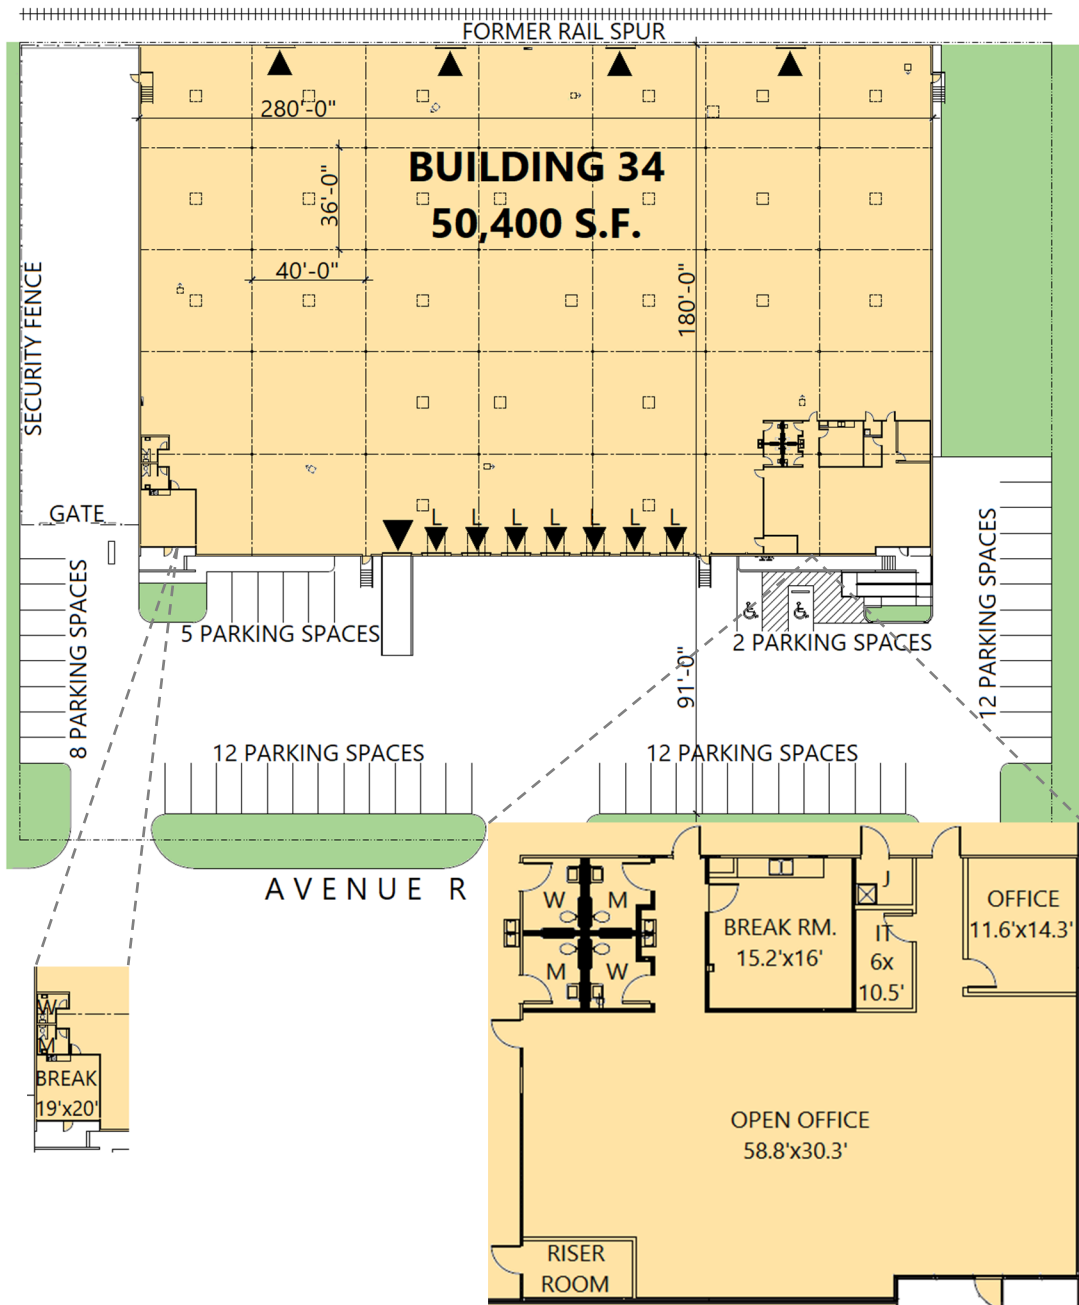 FORMER RAIL SPUR
280'-0"
BUILDING 34
50,400 S.F.
36'-0"
40'-0"
180'-0"
SECURITY FENCE
GATE
L L L L L L L
8 PARKING SPACES
5 PARKING SPACES
2 PARKING SPACES
12 PARKING SPACES
91'-0"
12 PARKING SPACES
12 PARKING SPACES
AVENUE R
W
M
BREAK
19'x20'
W M
M W
BREAK RM.
15.2'x16'
J
IT
6x
10.5'
OFFICE
11.6'x14.3'
OPEN OFFICE
58.8'x30.3'
RISER
ROOM